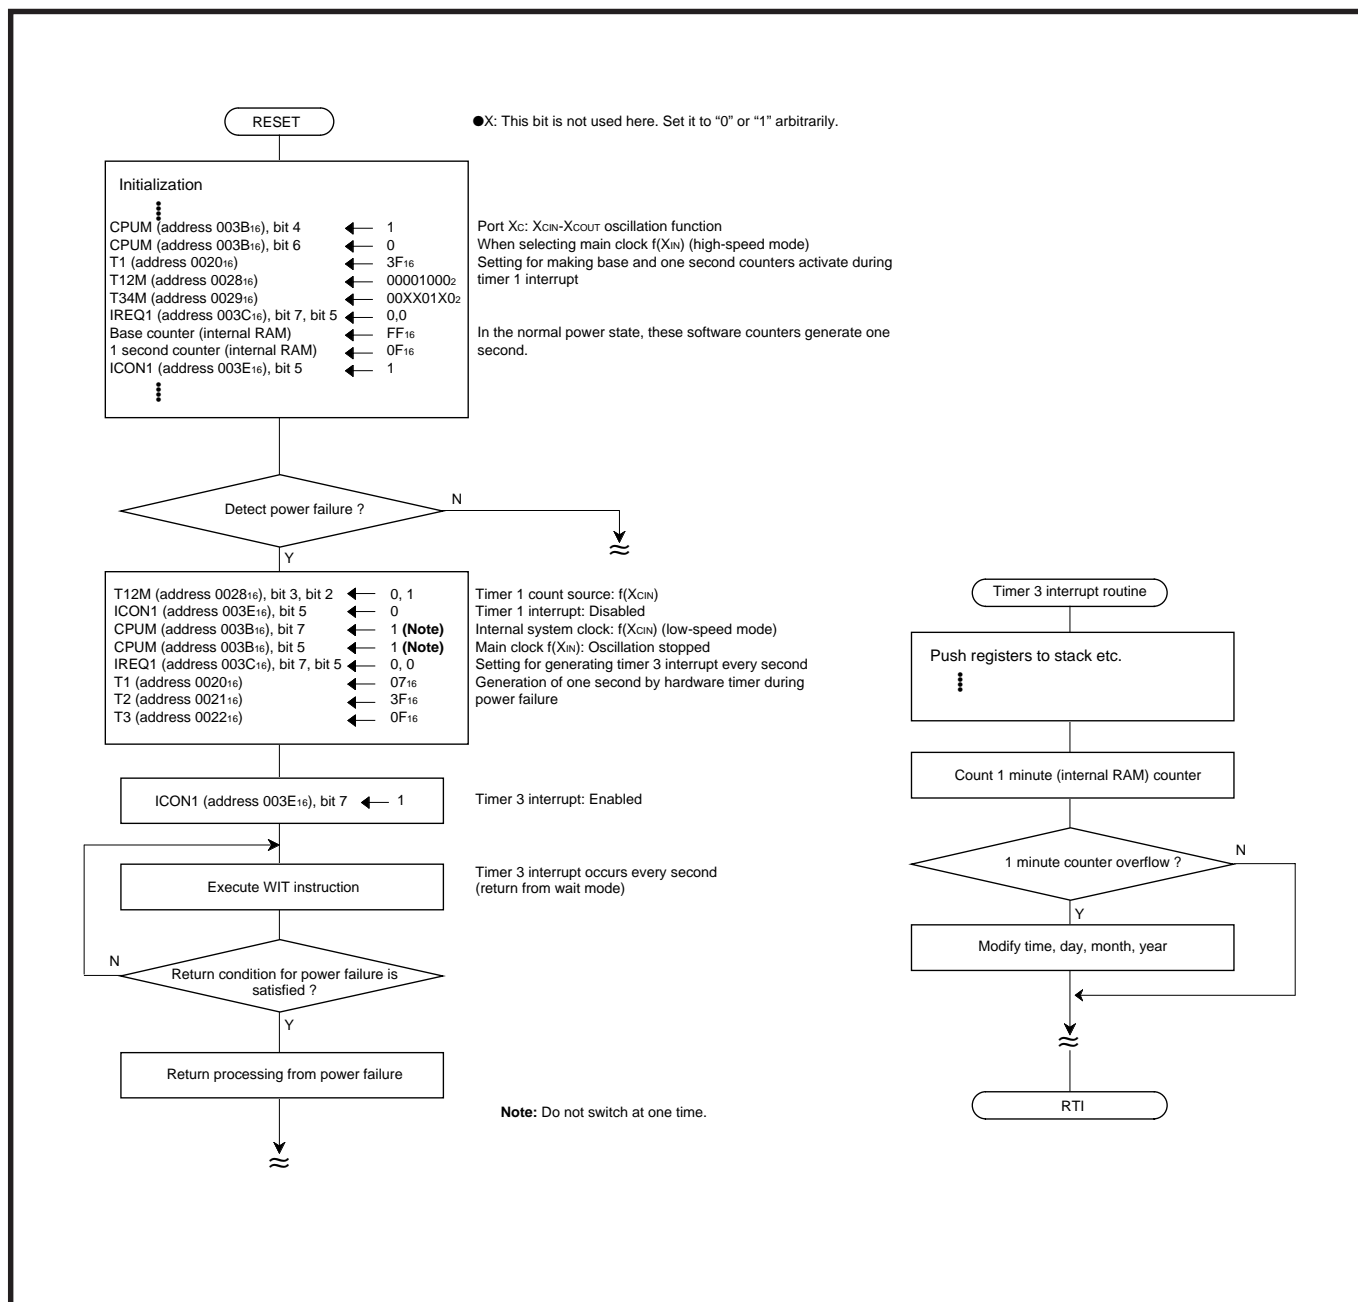 RESET
●X: This bit is not used here. Set it to “0” or “1” arbitrarily.
Initialization
CPUM (address 003B16), bit 4 ← 1 Port XC: XCIN-XCOUT oscillation function
CPUM (address 003B16), bit 6 ← 0 When selecting main clock f(XIN) (high-speed mode)
T1 (address 002016) ← 3F16 Setting for making base and one second counters activate during
T12M (address 002816) ← 000010002 timer 1 interrupt
T34M (address 002916) ← 00XX01X02
IREQ1 (address 003C16), bit 7, bit 5 ← 0,0
Base counter (internal RAM) ← FF16 In the normal power state, these software counters generate one
1 second counter (internal RAM) ← 0F16 second.
ICON1 (address 003E16), bit 5 ← 1
Detect power failure ?
N
Y
T12M (address 002816), bit 3, bit 2 ← 0, 1 Timer 1 count source: f(XCIN)
ICON1 (address 003E16), bit 5 ← 0 Timer 1 interrupt: Disabled
CPUM (address 003B16), bit 7 ← 1 (Note) Internal system clock: f(XCIN) (low-speed mode)
CPUM (address 003B16), bit 5 ← 1 (Note) Main clock f(XIN): Oscillation stopped
IREQ1 (address 003C16), bit 7, bit 5 ← 0, 0 Setting for generating timer 3 interrupt every second
T1 (address 002016) ← 0716 Generation of one second by hardware timer during
T2 (address 002116) ← 3F16 power failure
T3 (address 002216) ← 0F16
ICON1 (address 003E16), bit 7 ← 1 Timer 3 interrupt: Enabled
Execute WIT instruction
Timer 3 interrupt occurs every second
(return from wait mode)
N
Return condition for power failure is
satisfied ?
Y
Return processing from power failure
Note: Do not switch at one time.
Timer 3 interrupt routine
Push registers to stack etc.
Count 1 minute (internal RAM) counter
1 minute counter overflow ?
N
Y
Modify time, day, month, year
RTI